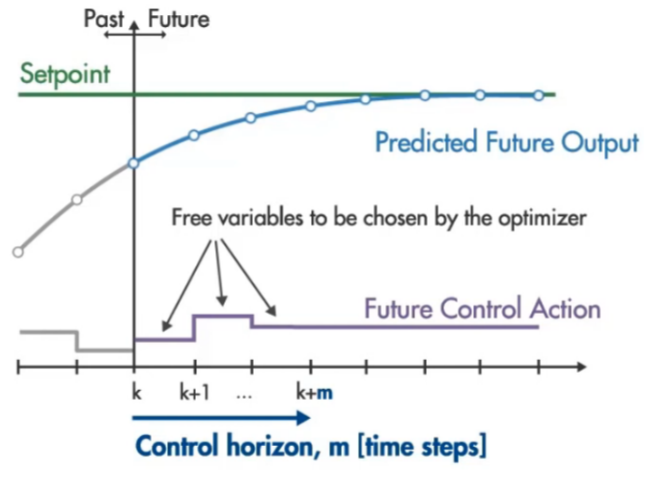 Past Future
Setpoint
Predicted Future Output
Free variables to be chosen by the optimizer
Future Control Action
k k+1 ... k+m
Control horizon, m [time steps]